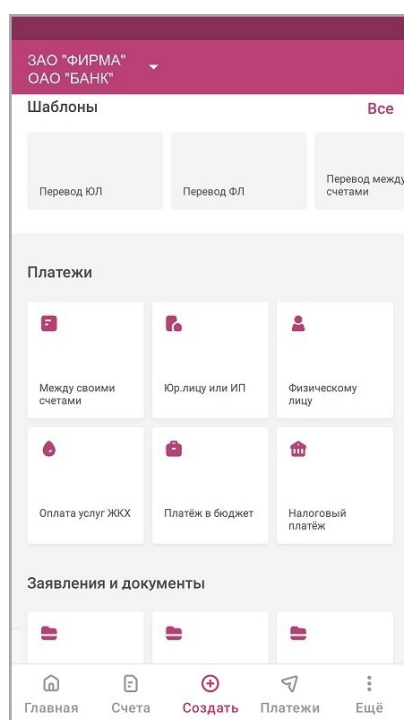 ЗАО "ФИРМА"
ОАО "БАНК"
Шаблоны
Все
Перевод ЮЛ
Перевод ФЛ
Перевод между
счетами
Платежи
Между своими
счетами
Юр.лицу или ИП
Физическому
лицу
Оплата услуг ЖКХ
Платёж в бюджет
Налоговый
платёж
Заявления и документы
Главная
Счета
Создать
Платежи
Ещё